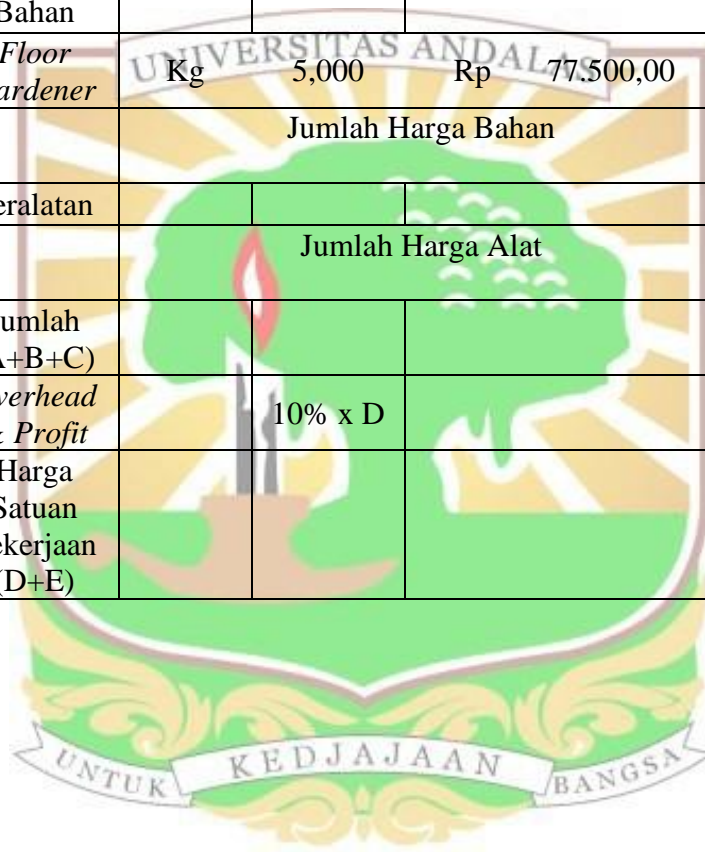 Bahan
UNIVERSITAS ANDALAS
Floor
ardener Kg 5,000 Rp 77.500,00
Jumlah Harga Bahan
eralatan
Jumlah Harga Alat
umlah
A+B+C)
verhead
& Profit 10% x D
Harga
Satuan
ekerjaan
(D+E)
UNTUK KEDJAJAAN BANGSA